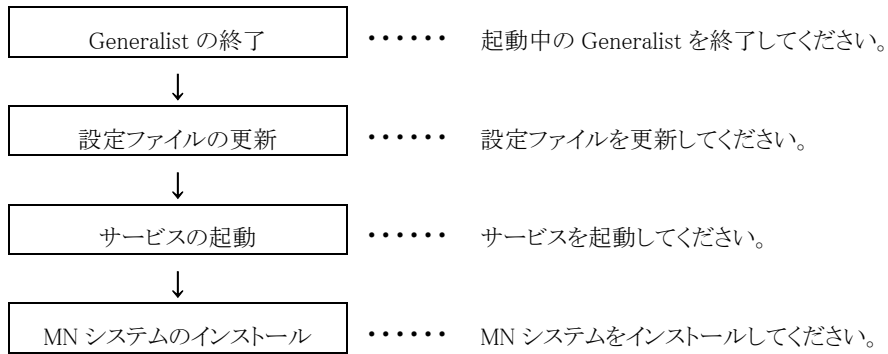 Generalist の終了 ・・・・・・ 起動中の Generalist を終了してください。
↓
設定ファイルの更新 ・・・・・・ 設定ファイルを更新してください。
↓
サービスの起動 ・・・・・・ サービスを起動してください。
↓
MN システムのインストール ・・・・・・ MN システムをインストールしてください。